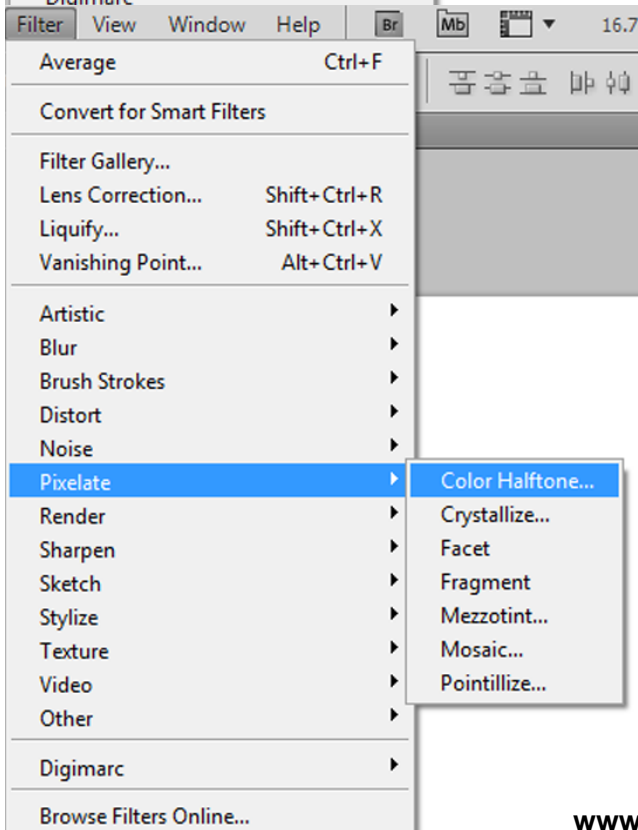 Digimarc
Filter View Window Help Br Mb 16.7
Average Ctrl+F
Convert for Smart Filters
Filter Gallery...
Lens Correction... Shift+Ctrl+R
Liquify... Shift+Ctrl+X
Vanishing Point... Alt+Ctrl+V
Artistic
Blur
Brush Strokes
Distort
Noise
Pixelate Color Halftone...
Render Crystallize...
Sharpen Facet
Sketch Fragment
Stylize Mezzotint...
Texture Mosaic...
Video Pointillize...
Other
Digimarc
Browse Filters Online...
www